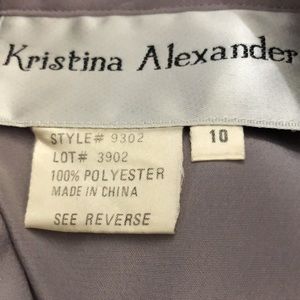 Kristina Alexander
STYLE# 9302
LOT# 3902
100% POLYESTER
MADE IN CHINA
SEE REVERSE
10